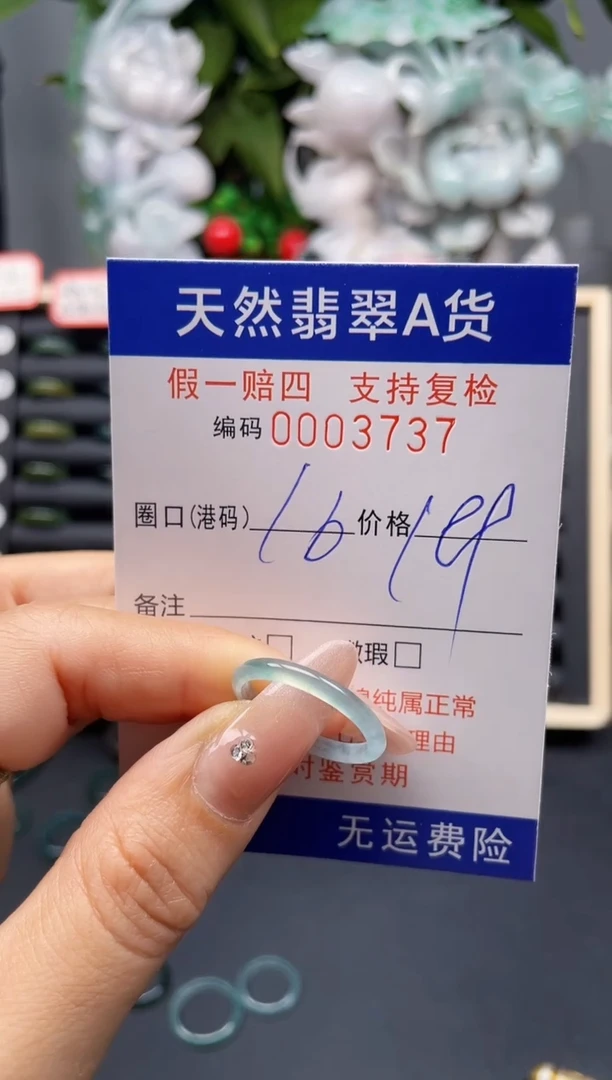 天然翡翠A货
假一赔四 支持复检
编码 0003737
圈口(港码) 16 价格 199
备注
瑕
纯属正常
理由
时鉴赏期
无运费险